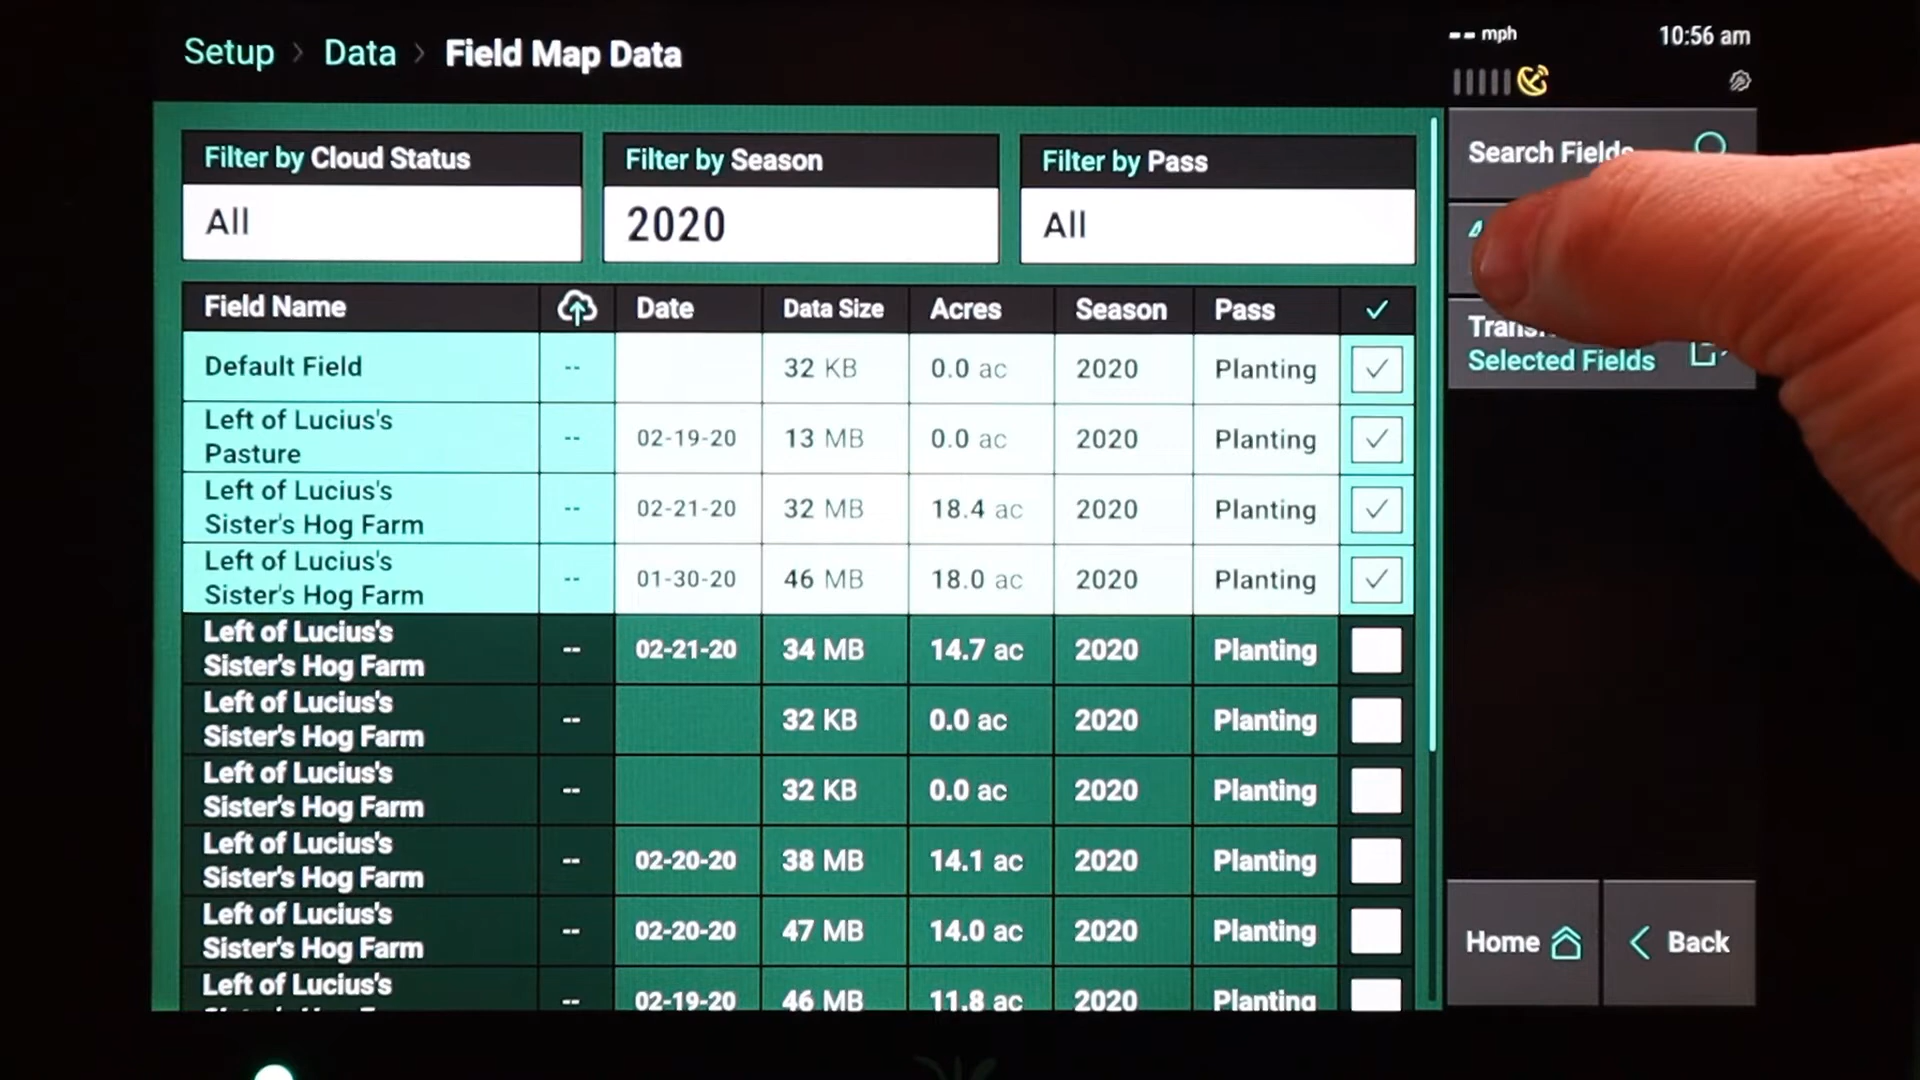 Setup > Data > Field Map Data
-- mph
10:56 am
Filter by Cloud Status
All
Filter by Season
2020
Filter by Pass
All
Search Fields
Selected Fields
Field Name Date Data Size Acres Season Pass
Default Field -- 32 KB 0.0 ac 2020 Planting
Left of Lucius's
Pasture -- 02-19-20 13 MB 0.0 ac 2020 Planting
Left of Lucius's
Sister's Hog Farm -- 02-21-20 32 MB 18.4 ac 2020 Planting
Left of Lucius's
Sister's Hog Farm -- 01-30-20 46 MB 18.0 ac 2020 Planting
Left of Lucius's
Sister's Hog Farm -- 02-21-20 34 MB 14.7 ac 2020 Planting
Left of Lucius's
Sister's Hog Farm -- 32 KB 0.0 ac 2020 Planting
Left of Lucius's
Sister's Hog Farm -- 32 KB 0.0 ac 2020 Planting
Left of Lucius's
Sister's Hog Farm -- 02-20-20 38 MB 14.1 ac 2020 Planting
Left of Lucius's
Sister's Hog Farm -- 02-20-20 47 MB 14.0 ac 2020 Planting
Left of Lucius's
-- 02-19-20 46 MB 11.8 ac 2020 Planting
Home
Back